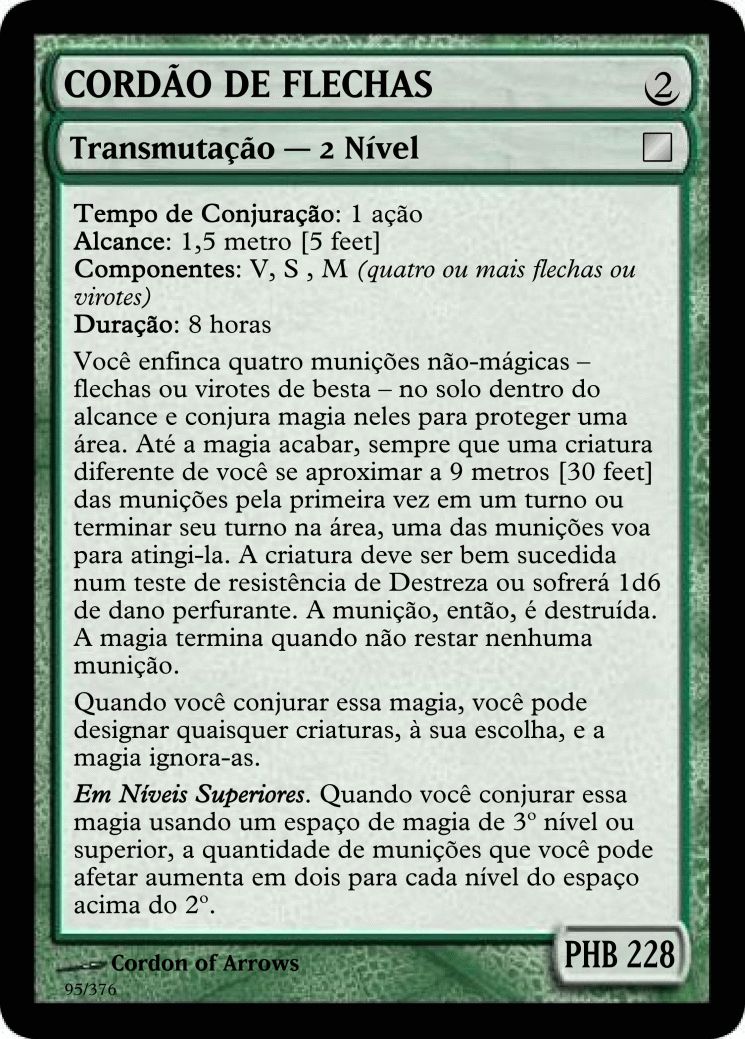 CORDÃO DE FLECHAS 2
Transmutação — 2 Nível
Tempo de Conjuração: 1 ação
Alcance: 1,5 metro [5 feet]
Componentes: V, S , M (quatro ou mais flechas ou
virotes)
Duração: 8 horas
Você enfinca quatro munições não-mágicas –
flechas ou virotes de besta – no solo dentro do
alcance e conjura magia neles para proteger uma
área. Até a magia acabar, sempre que uma criatura
diferente de você se aproximar a 9 metros [30 feet]
das munições pela primeira vez em um turno ou
terminar seu turno na área, uma das munições voa
para atingi-la. A criatura deve ser bem sucedida
num teste de resistência de Destreza ou sofrerá 1d6
de dano perfurante. A munição, então, é destruída.
A magia termina quando não restar nenhuma
munição.
Quando você conjurar essa magia, você pode
designar quaisquer criaturas, à sua escolha, e a
magia ignora-as.
Em Níveis Superiores. Quando você conjurar essa
magia usando um espaço de magia de 3º nível ou
superior, a quantidade de munições que você pode
afetar aumenta em dois para cada nível do espaço
acima do 2º.
PHB 228
Cordon of Arrows
95/376